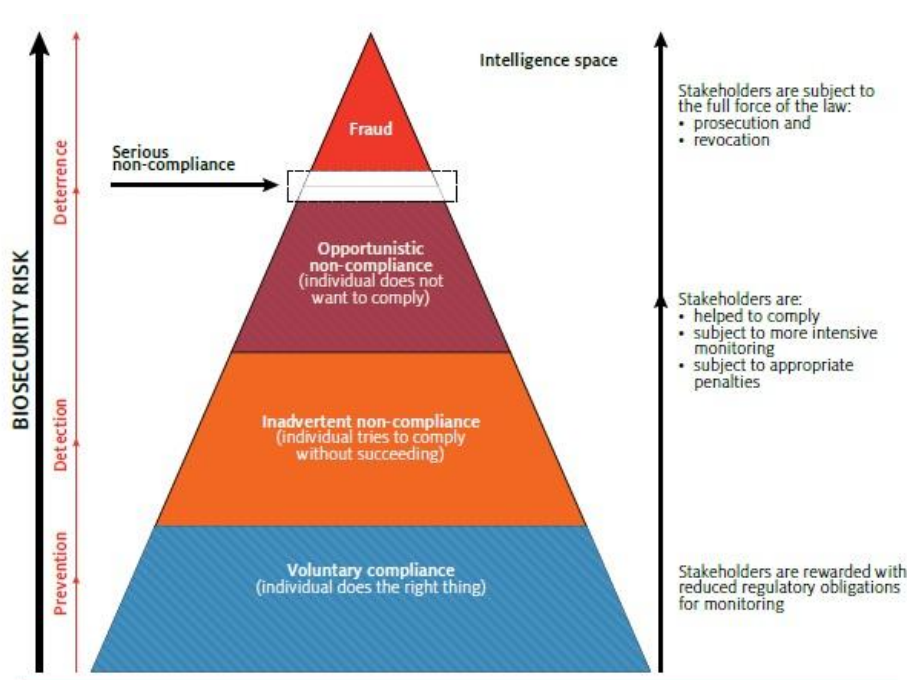 Intelligence space
Fraud
Serious
non-compliance
Opportunistic
non-compliance
(individual does not
want to comply)
Inadvertent non-compliance
(individual tries to comply
without succeeding)
Voluntary compliance
(individual does the right thing)
BIOSECURITY RISK
Deterrence
Detection
Prevention
Stakeholders are subject to
the full force of the law:
• prosecution and
• revocation
Stakeholders are:
• helped to comply
• subject to more intensive
monitoring
• subject to appropriate
penalties
Stakeholders are rewarded with
reduced regulatory obligations
for monitoring